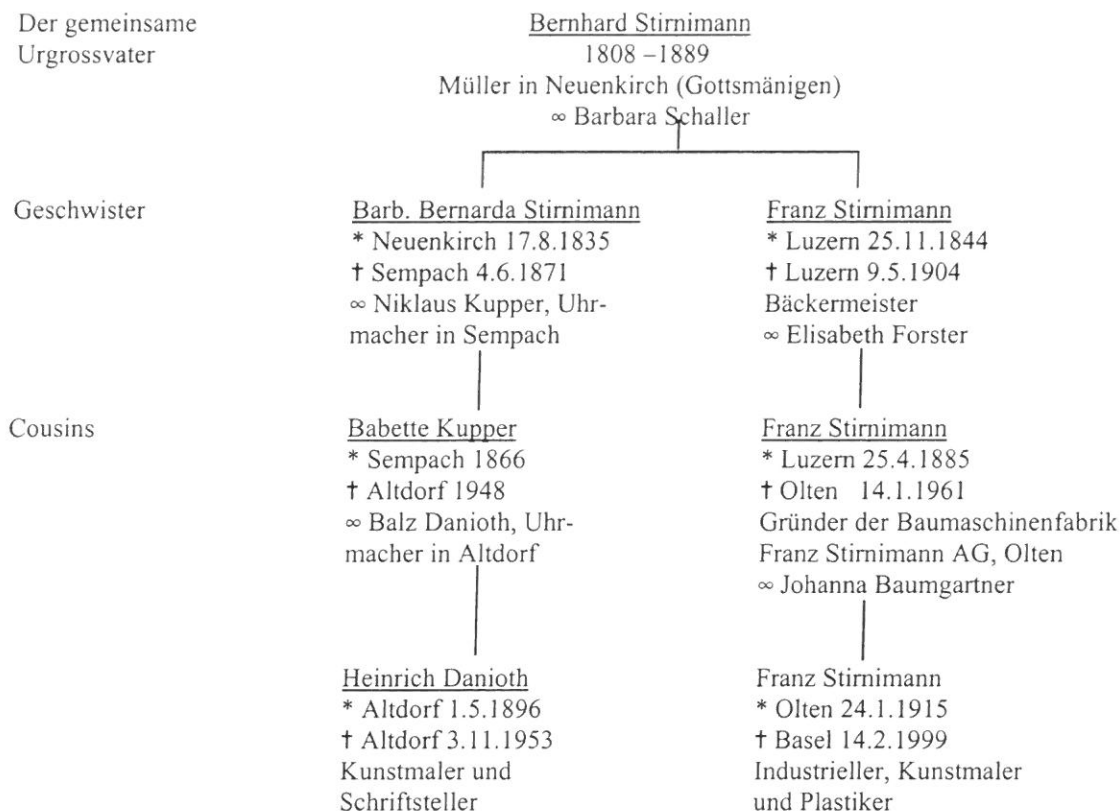 Der gemeinsame
Urgrossvater
Bernhard Stirnimann
1808 –1889
Müller in Neuenkirch (Gottsmänigen)
∞ Barbara Schaller
Geschwister
Barb. Bernarda Stirnimann
* Neuenkirch 17.8.1835
† Sempach 4.6.1871
∞ Niklaus Kupper, Uhr-
macher in Sempach
Franz Stirnimann
* Luzern 25.11.1844
† Luzern 9.5.1904
Bäckermeister
∞ Elisabeth Forster
Cousins
Babette Kupper
* Sempach 1866
† Altdorf 1948
∞ Balz Danioth, Uhr-
macher in Altdorf
Franz Stirnimann
* Luzern 25.4.1885
† Olten 14.1.1961
Gründer der Baumaschinenfabrik
Franz Stirnimann AG, Olten
∞ Johanna Baumgartner
Heinrich Danioth
* Altdorf 1.5.1896
† Altdorf 3.11.1953
Kunstmaler und
Schriftsteller
Franz Stirnimann
* Olten 24.1.1915
† Basel 14.2.1999
Industrieller, Kunstmaler
und Plastiker